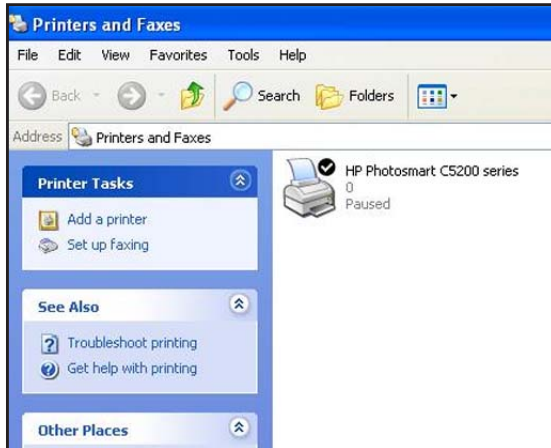 Printers and Faxes
File Edit View Favorites Tools Help
Back Search Folders
Address Printers and Faxes
Printer Tasks
Add a printer
Set up faxing
See Also
Troubleshoot printing
Get help with printing
Other Places
HP Photosmart C5200 series
0
Paused